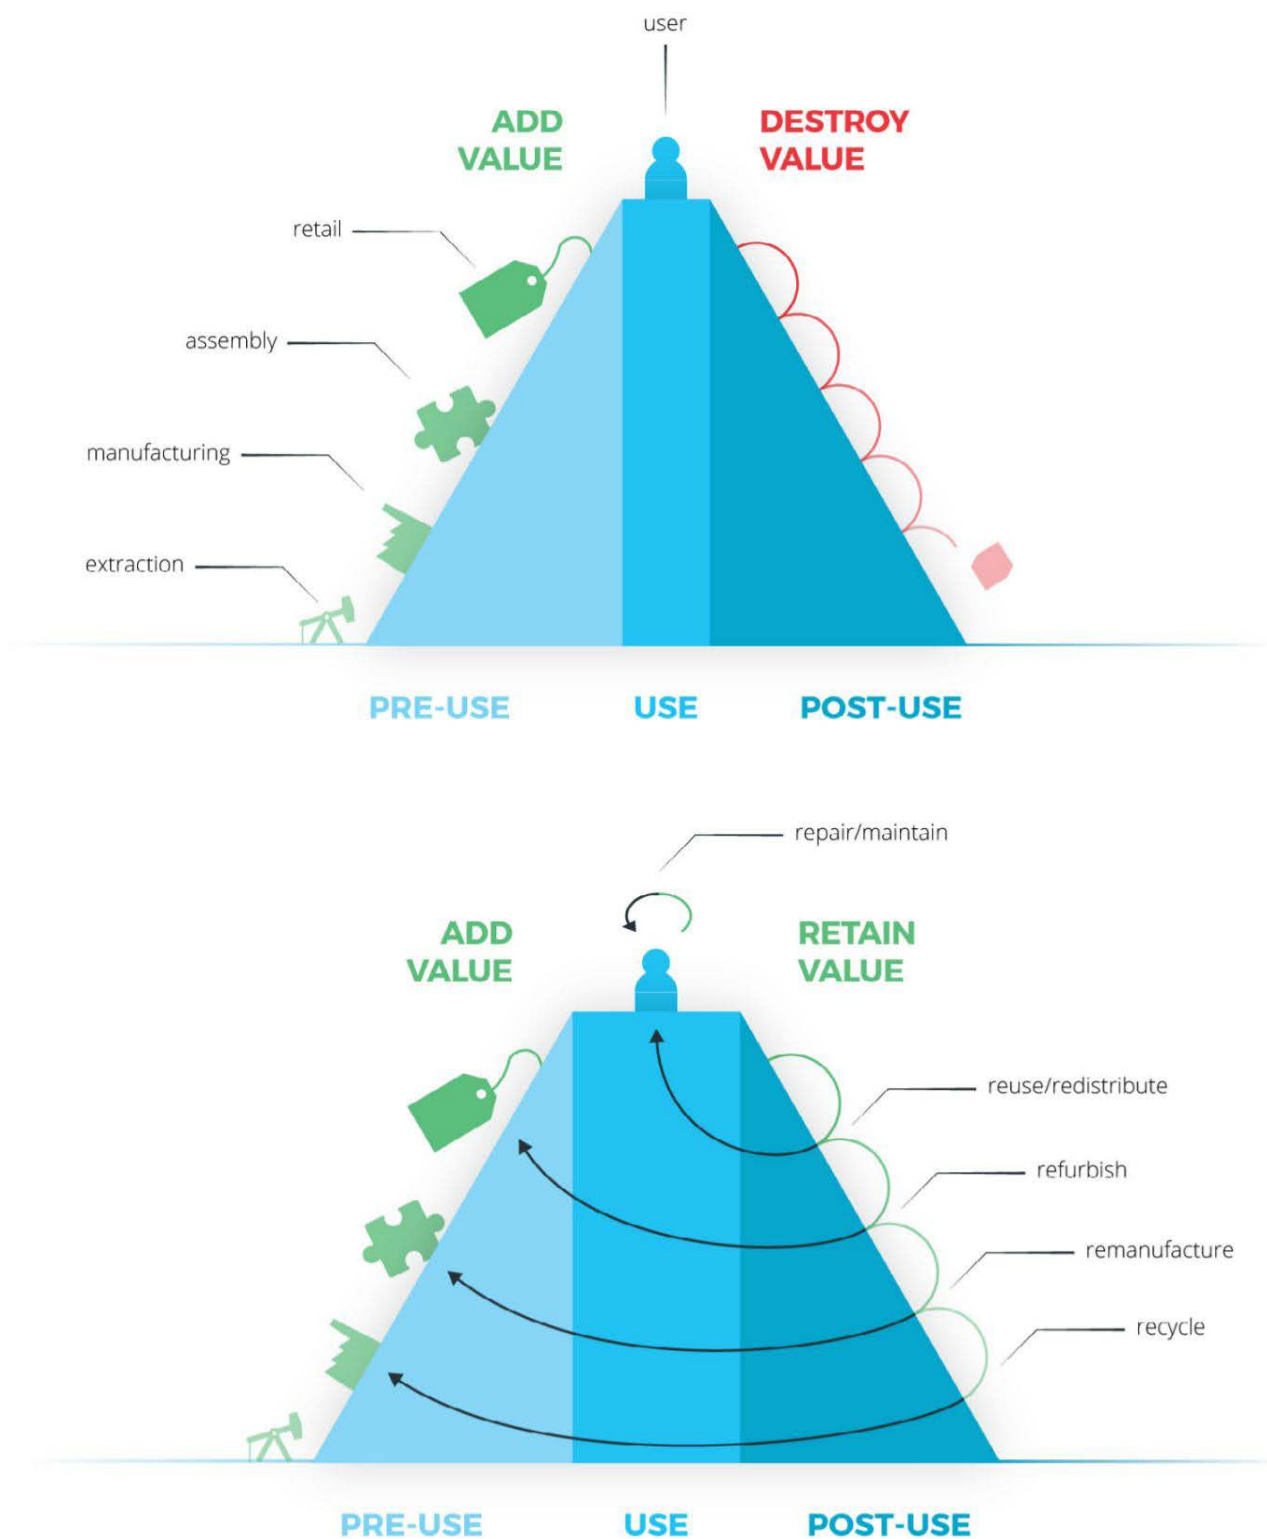 user
ADD
VALUE
DESTROY
VALUE
retail
assembly
manufacturing
extraction
PRE-USE
USE
POST-USE
repair/maintain
ADD
VALUE
RETAIN
VALUE
reuse/redistribute
refurbish
remanufacture
recycle
PRE-USE
USE
POST-USE